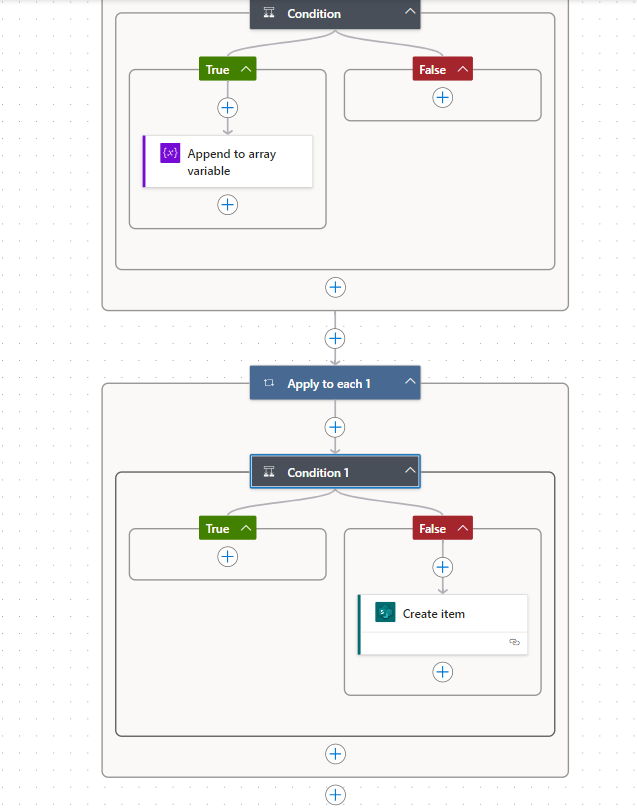 Condition
True
False
{x}
Append to array
variable
Apply to each 1
Condition 1
True
False
S
Create item